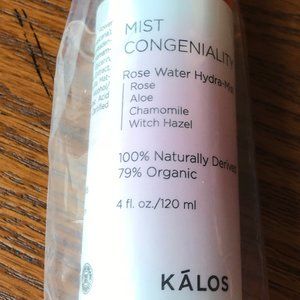 MIST
CONGENIALITY
Rose Water Hydra-Mist
Rose
Aloe
Chamomile
Witch Hazel
100% Naturally Derived
79% Organic
4 fl. oz./120 ml
KĀLOS